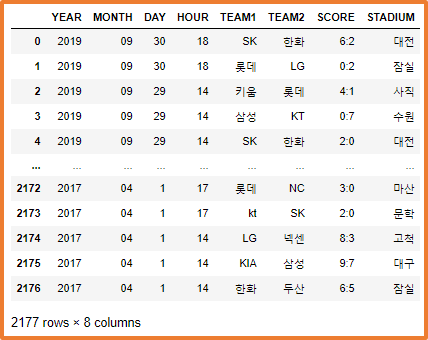 YEAR MONTH DAY HOUR TEAM1 TEAM2 SCORE STADIUM
0 2019 09 30 18 SK 한화 6:2 대전
1 2019 09 30 18 롯데 LG 0:2 잠실
2 2019 09 29 14 키움 롯데 4:1 사직
3 2019 09 29 14 삼성 KT 0:7 수원
4 2019 09 29 14 SK 한화 2:0 대전
... ... ... ... ... ... ... ... ...
2172 2017 04 1 17 롯데 NC 3:0 마산
2173 2017 04 1 17 kt SK 2:0 문학
2174 2017 04 1 14 LG 넥센 8:3 고척
2175 2017 04 1 14 KIA 삼성 9:7 대구
2176 2017 04 1 14 한화 두산 6:5 잠실
2177 rows × 8 columns